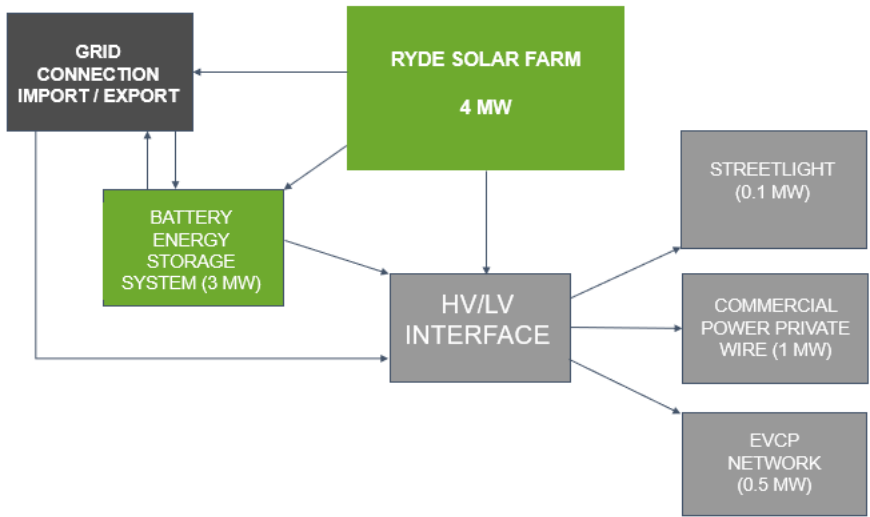 GRID
CONNECTION
IMPORT / EXPORT
RYDE SOLAR FARM
4 MW
BATTERY
ENERGY
STORAGE
SYSTEM (3 MW)
HV/LV
INTERFACE
STREETLIGHT
(0.1 MW)
COMMERCIAL
POWER PRIVATE
WIRE (1 MW)
EVCP
NETWORK
(0.5 MW)